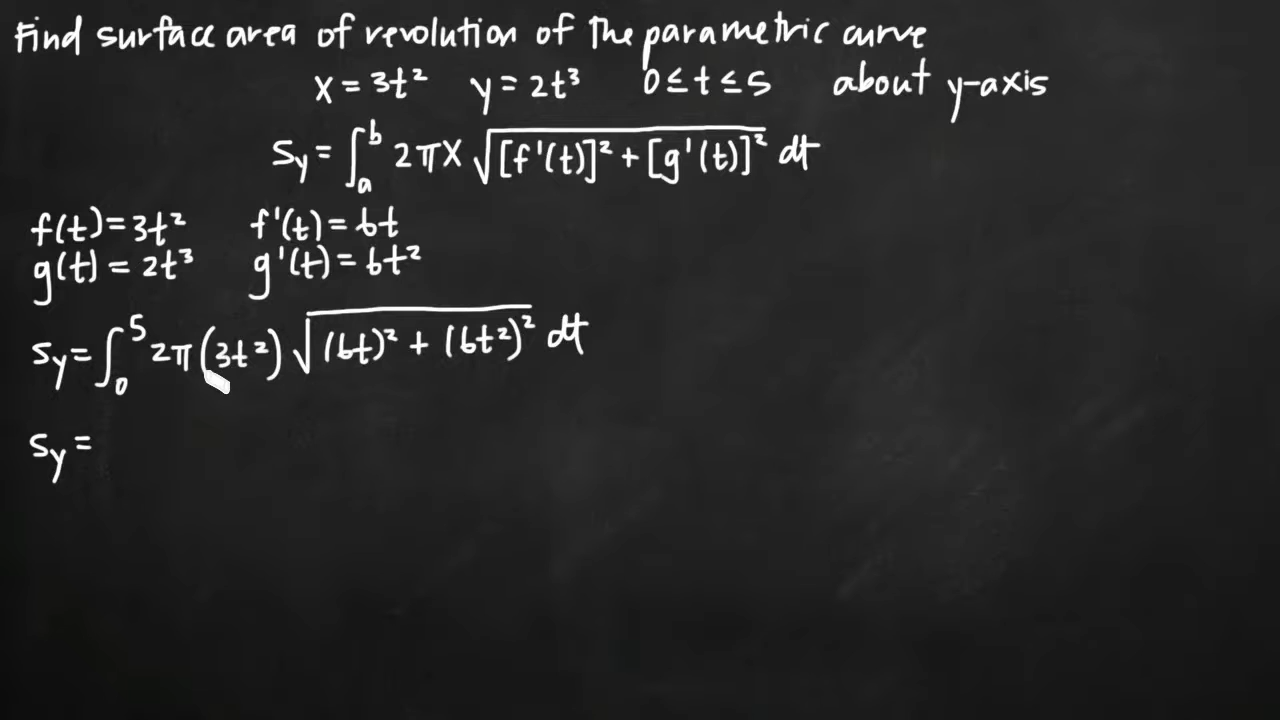 Find surface area of revolution of the parametric curve
x = 3t² y = 2t³ 0 ≤ t ≤ 5 about y-axis
Sy = ∫ₐᵇ 2πx √([f'(t)]² + [g'(t)]²) dt
f(t) = 3t² f'(t) = 6t
g(t) = 2t³ g'(t) = 6t²
Sy = ∫₀⁵ 2π(3t²) √((6t)² + (6t²)²) dt
Sy =